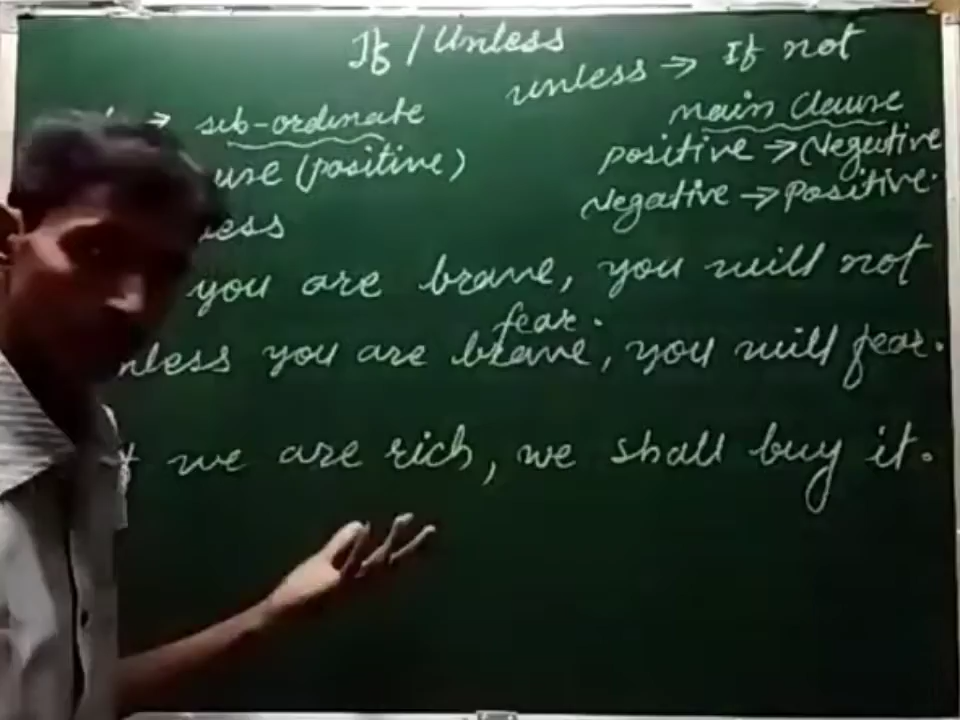 If / Unless
unless → If not
→ sub-ordinate
main clause
use (positive)
positive → Negative
Negative → Positive.
you are brave, you will not
fear.
nless you are brave, you will fear.
we are rich, we shall buy it.